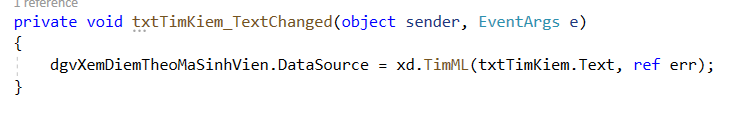 1 reference
private void txtTimKiem_TextChanged(object sender, EventArgs e)
{
dgvXemDiemTheoMaSinhVien.DataSource = xd.TimML(txtTimKiem.Text, ref err);
}